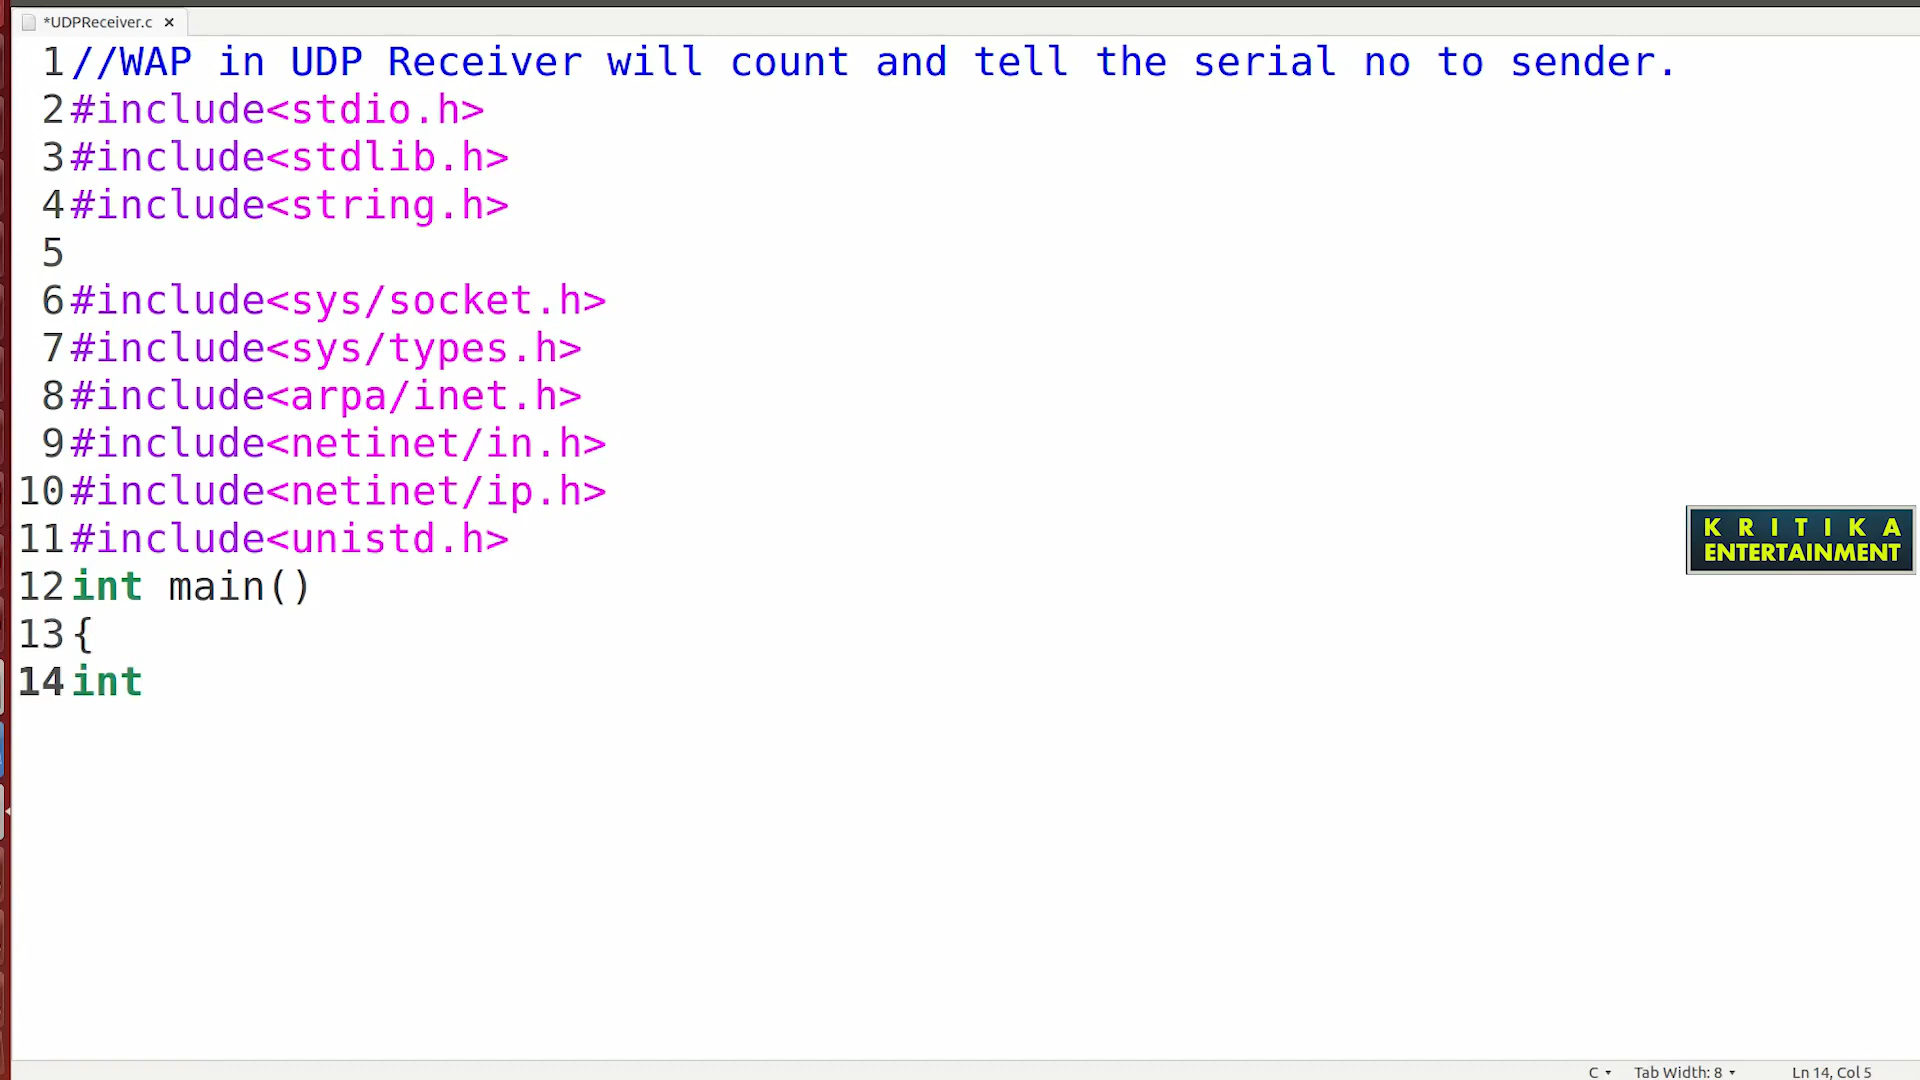 *UDPReceiver.c ×
1//WAP in UDP Receiver will count and tell the serial no to sender.
2#include<stdio.h>
3#include<stdlib.h>
4#include<string.h>
5
6#include<sys/socket.h>
7#include<sys/types.h>
8#include<arpa/inet.h>
9#include<netinet/in.h>
10#include<netinet/ip.h>
11#include<unistd.h>
12int main()
13{
14int
KRITIKA
ENTERTAINMENT
C Tab Width: 8 Ln 14, Col 5